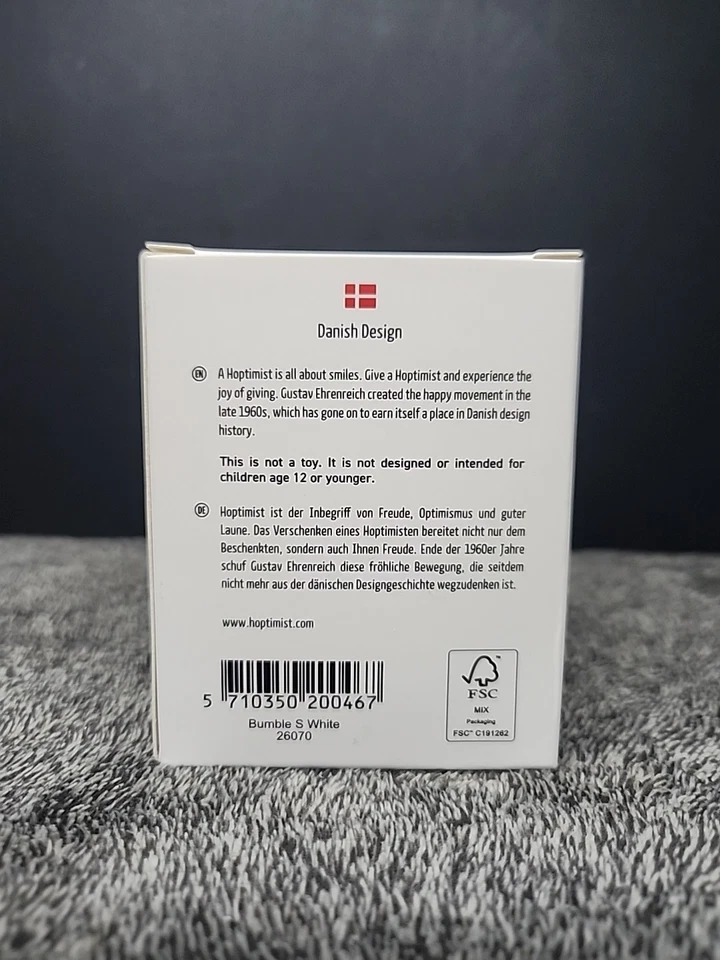 Danish Design
EN A Hoptimist is all about smiles. Give a Hoptimist and experience the
joy of giving. Gustav Ehrenreich created the happy movement in the
late 1960s, which has gone on to earn itself a place in Danish design
history.
This is not a toy. It is not designed or intended for
children age 12 or younger.
DE Hoptimist ist der Inbegriff von Freude, Optimismus und guter
Laune. Das Verschenken eines Hoptimisten bereitet nicht nur dem
Beschenkten, sondern auch Ihnen Freude. Ende der 1960er Jahre
schuf Gustav Ehrenreich diese fröhliche Bewegung, die seitdem
nicht mehr aus der dänischen Designgeschichte wegzudenken ist.
www.hoptimist.com
5 710350 200467
Bumble S White
26070
FSC
MIX
Packaging
FSC™ C191262